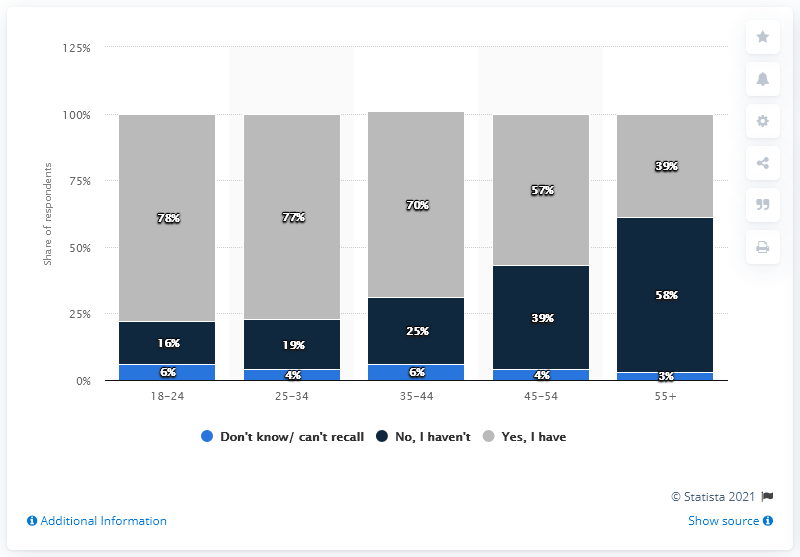 125%
100%
75%
50%
25%
0%
Share of respondents
78% 77% 70% 57% 39%
16% 19% 25% 39% 58%
6% 4% 6% 4% 3%
18-24 25-34 35-44 45-54 55+
Don't know/ can't recall No, I haven't Yes, I have
© Statista 2021
Additional Information Show source